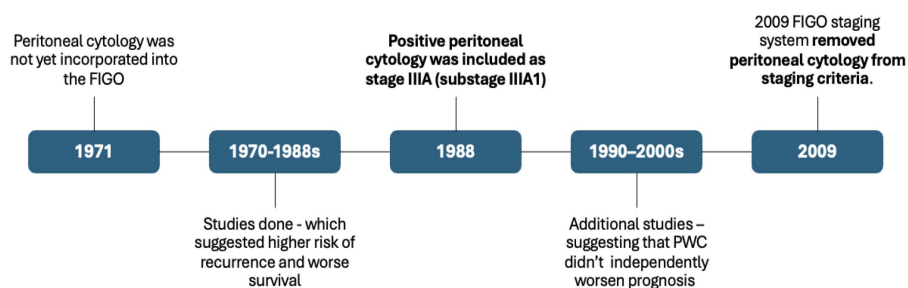 Peritoneal cytology was
not yet incorporated into
the FIGO
Positive peritoneal
cytology was included as
stage IIIA (substage IIIA1)
2009 FIGO staging
system removed
peritoneal cytology from
staging criteria.
1971
1970-1988s
1988
1990–2000s
2009
Studies done - which
suggested higher risk of
recurrence and worse
survival
Additional studies –
suggesting that PWC
didn't independently
worsen prognosis